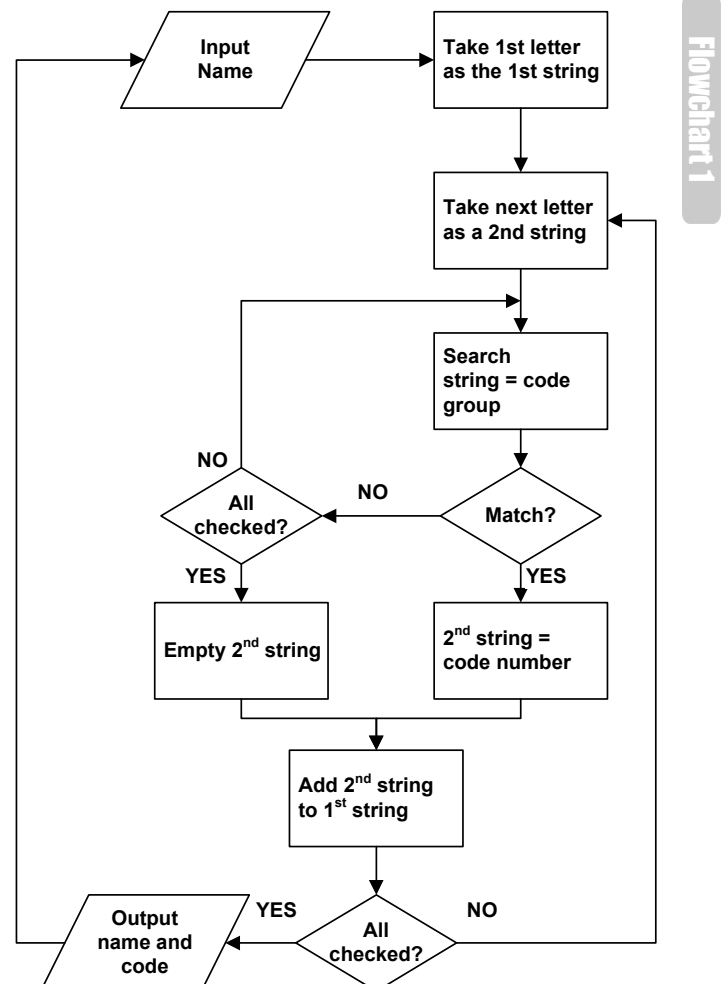 Input
Name
Take 1st letter
as the 1st string
Flowchart 1
Take next letter
as a 2nd string
Search
string = code
group
NO
All
checked?
NO
Match?
YES
YES
Empty 2nd string
2nd string =
code number
Add 2nd string
to 1st string
Output
name and
code
YES
All
checked?
NO